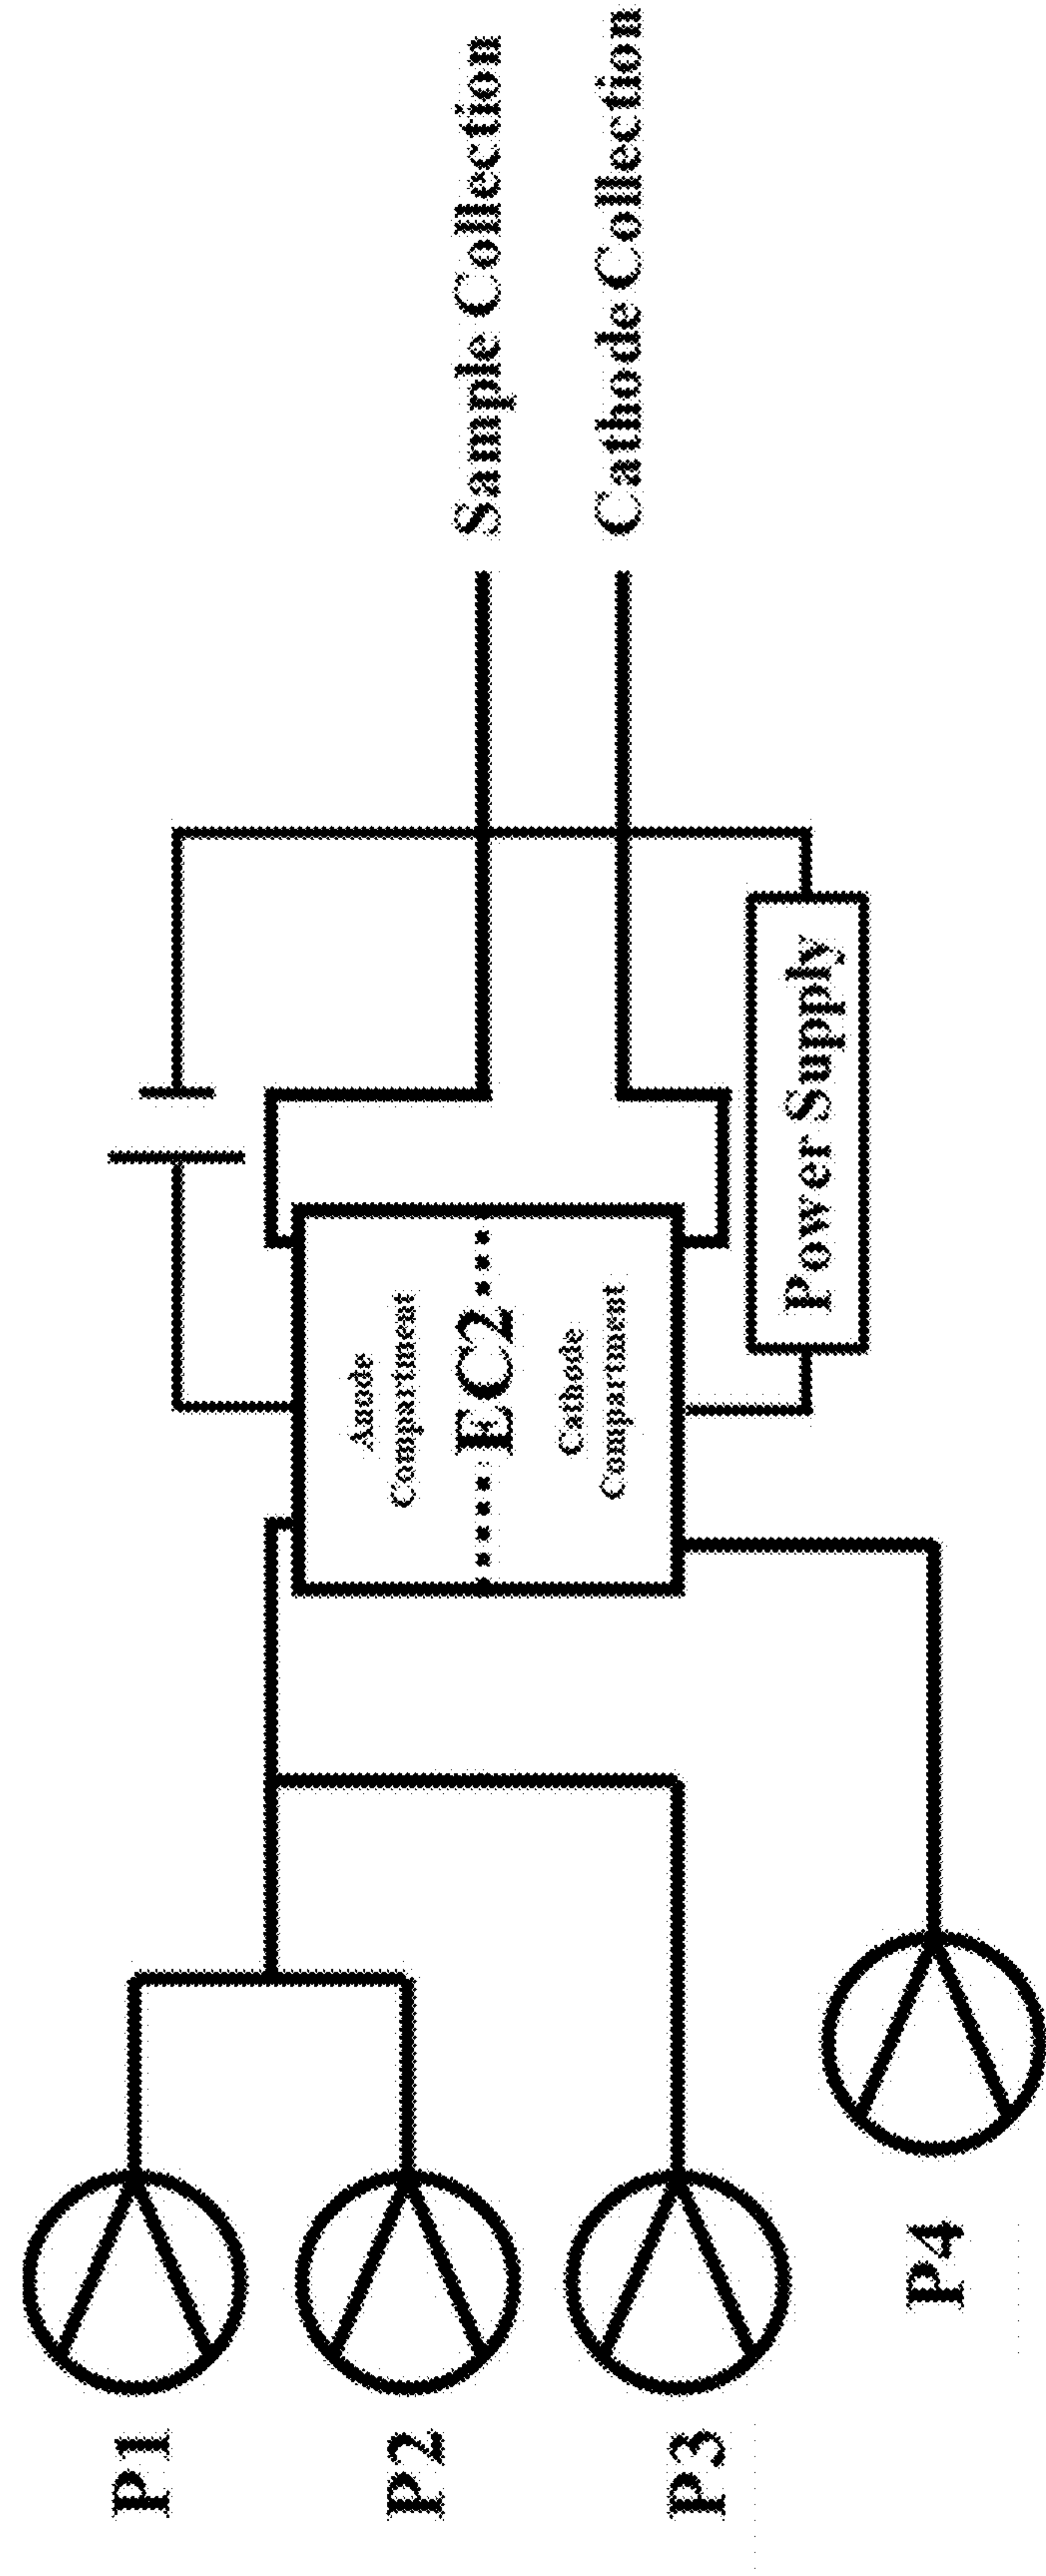 P1
P2
P3
P4
Anode
Compartment
EC2
Cathode
Compartment
Power Supply
Sample Collection
Cathode Collection